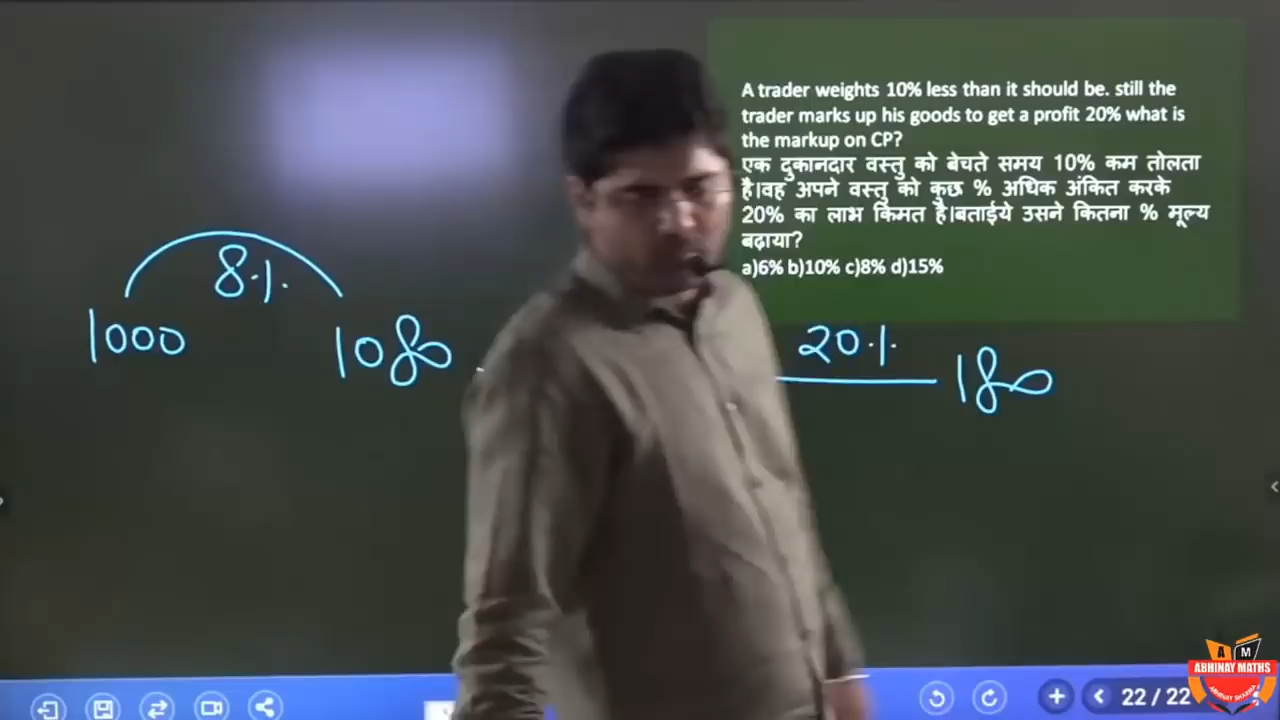 A trader weights 10% less than it should be. still the
trader marks up his goods to get a profit 20% what is
the markup on CP?
एक दुकानदार वस्तु को बेचते समय 10% कम तोलता
है।वह अपने वस्तु को कुछ % अधिक अंकित करके
20% का लाभ किमत है।बताईये उसने कितना % मूल्य
बढ़ाया?
a)6% b)10% c)8% d)15%
8%
1000 1080
20%
180
22 / 22
A M
ABHINAY MATHS
ABHINAY SHARMA